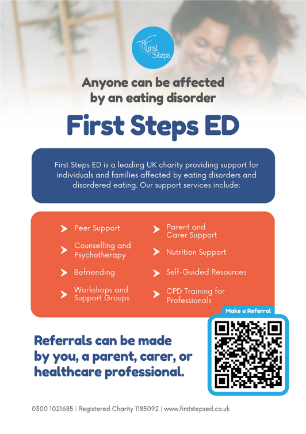 First
Steps
Anyone can be affected
by an eating disorder
First Steps ED
First Steps ED is a leading UK charity providing support for
individuals and families affected by eating disorders and
disordered eating. Our support services include:
Peer Support
Counselling and
Psychotherapy
Befriending
Workshops and
Support Groups
Parent and
Carer Support
Nutrition Support
Self-Guided Resources
CPD Training for
Professionals
Make a Referral
Referrals can be made
by you, a parent, carer, or
healthcare professional.
0300 1021685 | Registered Charity 1185092 | www.firststepsed.co.uk